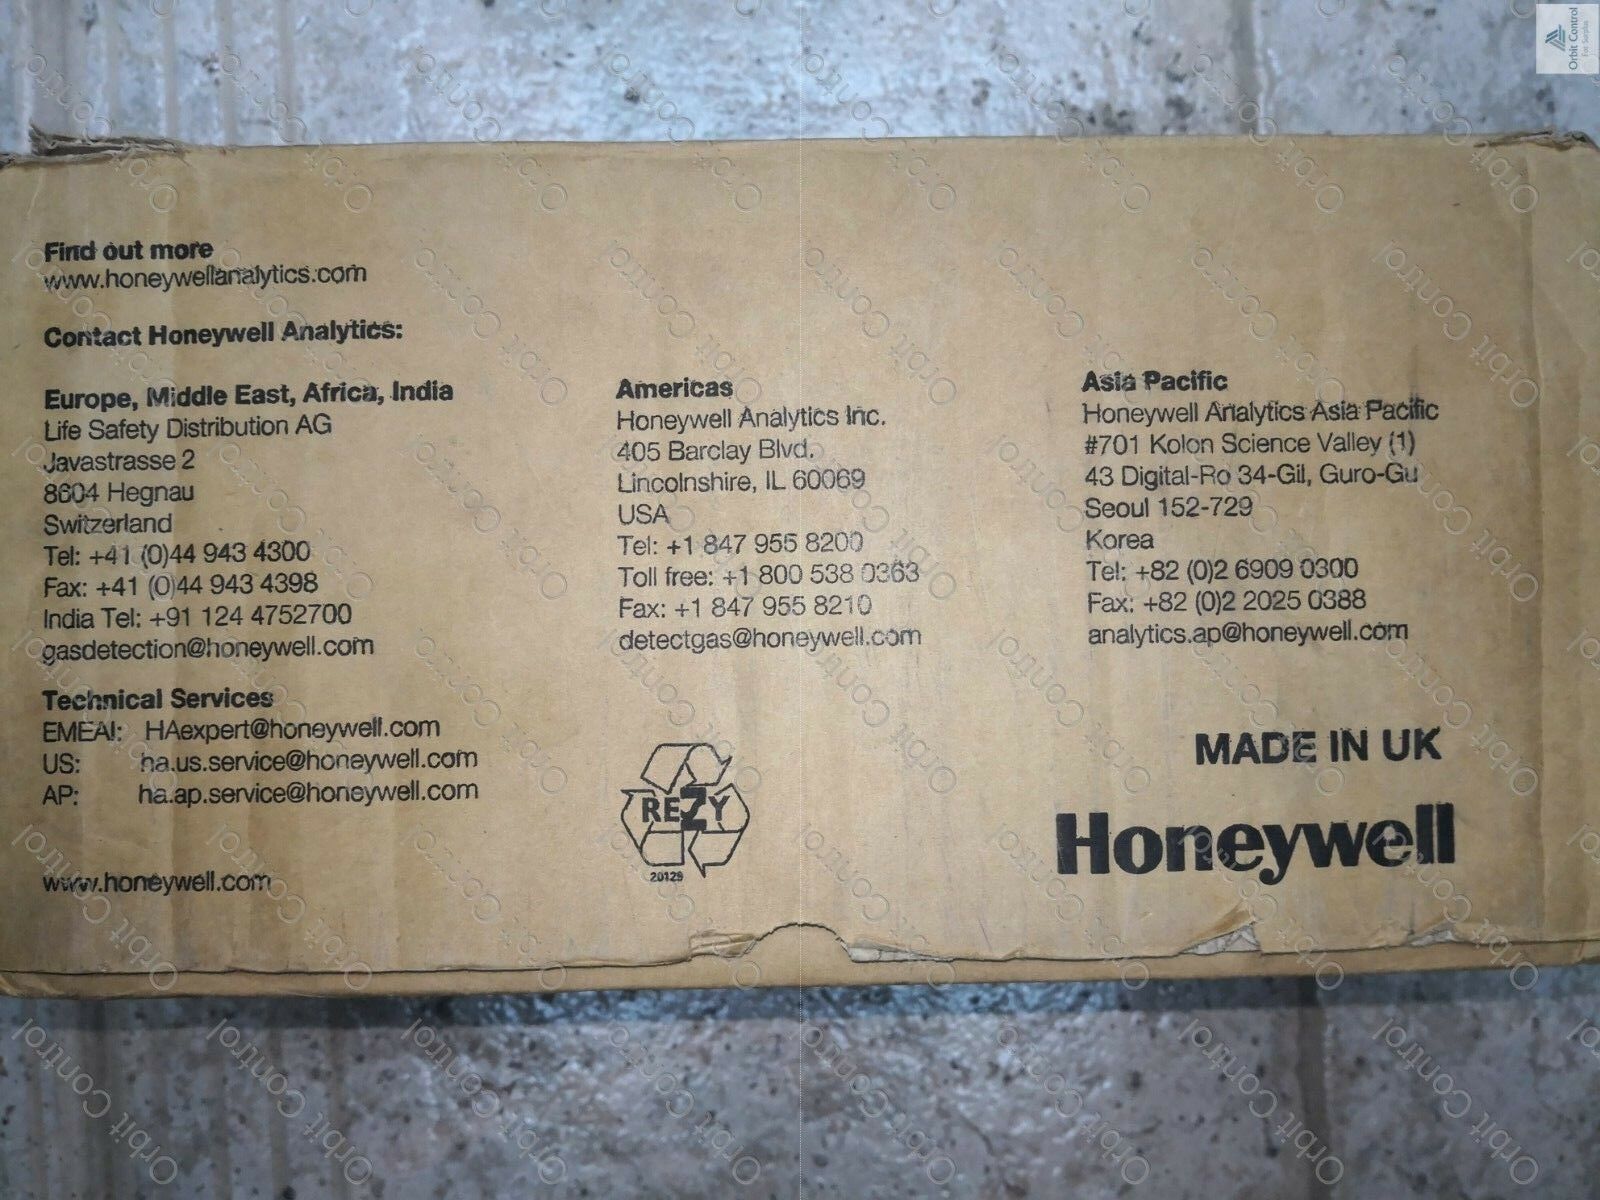 Find out more
www.honeywellanalytics.com
Contact Honeywell Analytics:
Europe, Middle East, Africa, India
Life Safety Distribution AG
Javastrasse 2
8604 Hegnau
Switzerland
Tel: +41 (0)44 943 4300
Fax: +41 (0)44 943 4398
India Tel: +91 124 4752700
gasdetection@honeywell.com
Technical Services
EMEAI: HAexpert@honeywell.com
US: ha.us.service@honeywell.com
AP: ha.ap.service@honeywell.com
www.honeywell.com
Americas
Honeywell Analytics Inc.
405 Barclay Blvd.
Lincolnshire, IL 60069
USA
Tel: +1 847 955 8200
Toll free: +1 800 538 0363
Fax: +1 847 955 8210
detectgas@honeywell.com
REZY
20129
Asia Pacific
Honeywell Analytics Asia Pacific
#701 Kolon Science Valley (1)
43 Digital-Ro 34-Gil, Guro-Gu
Seoul 152-729
Korea
Tel: +82 (0)2 6909 0300
Fax: +82 (0)2 2025 0388
analytics.ap@honeywell.com
MADE IN UK
Honeywell
Orbit Control
For Surplus